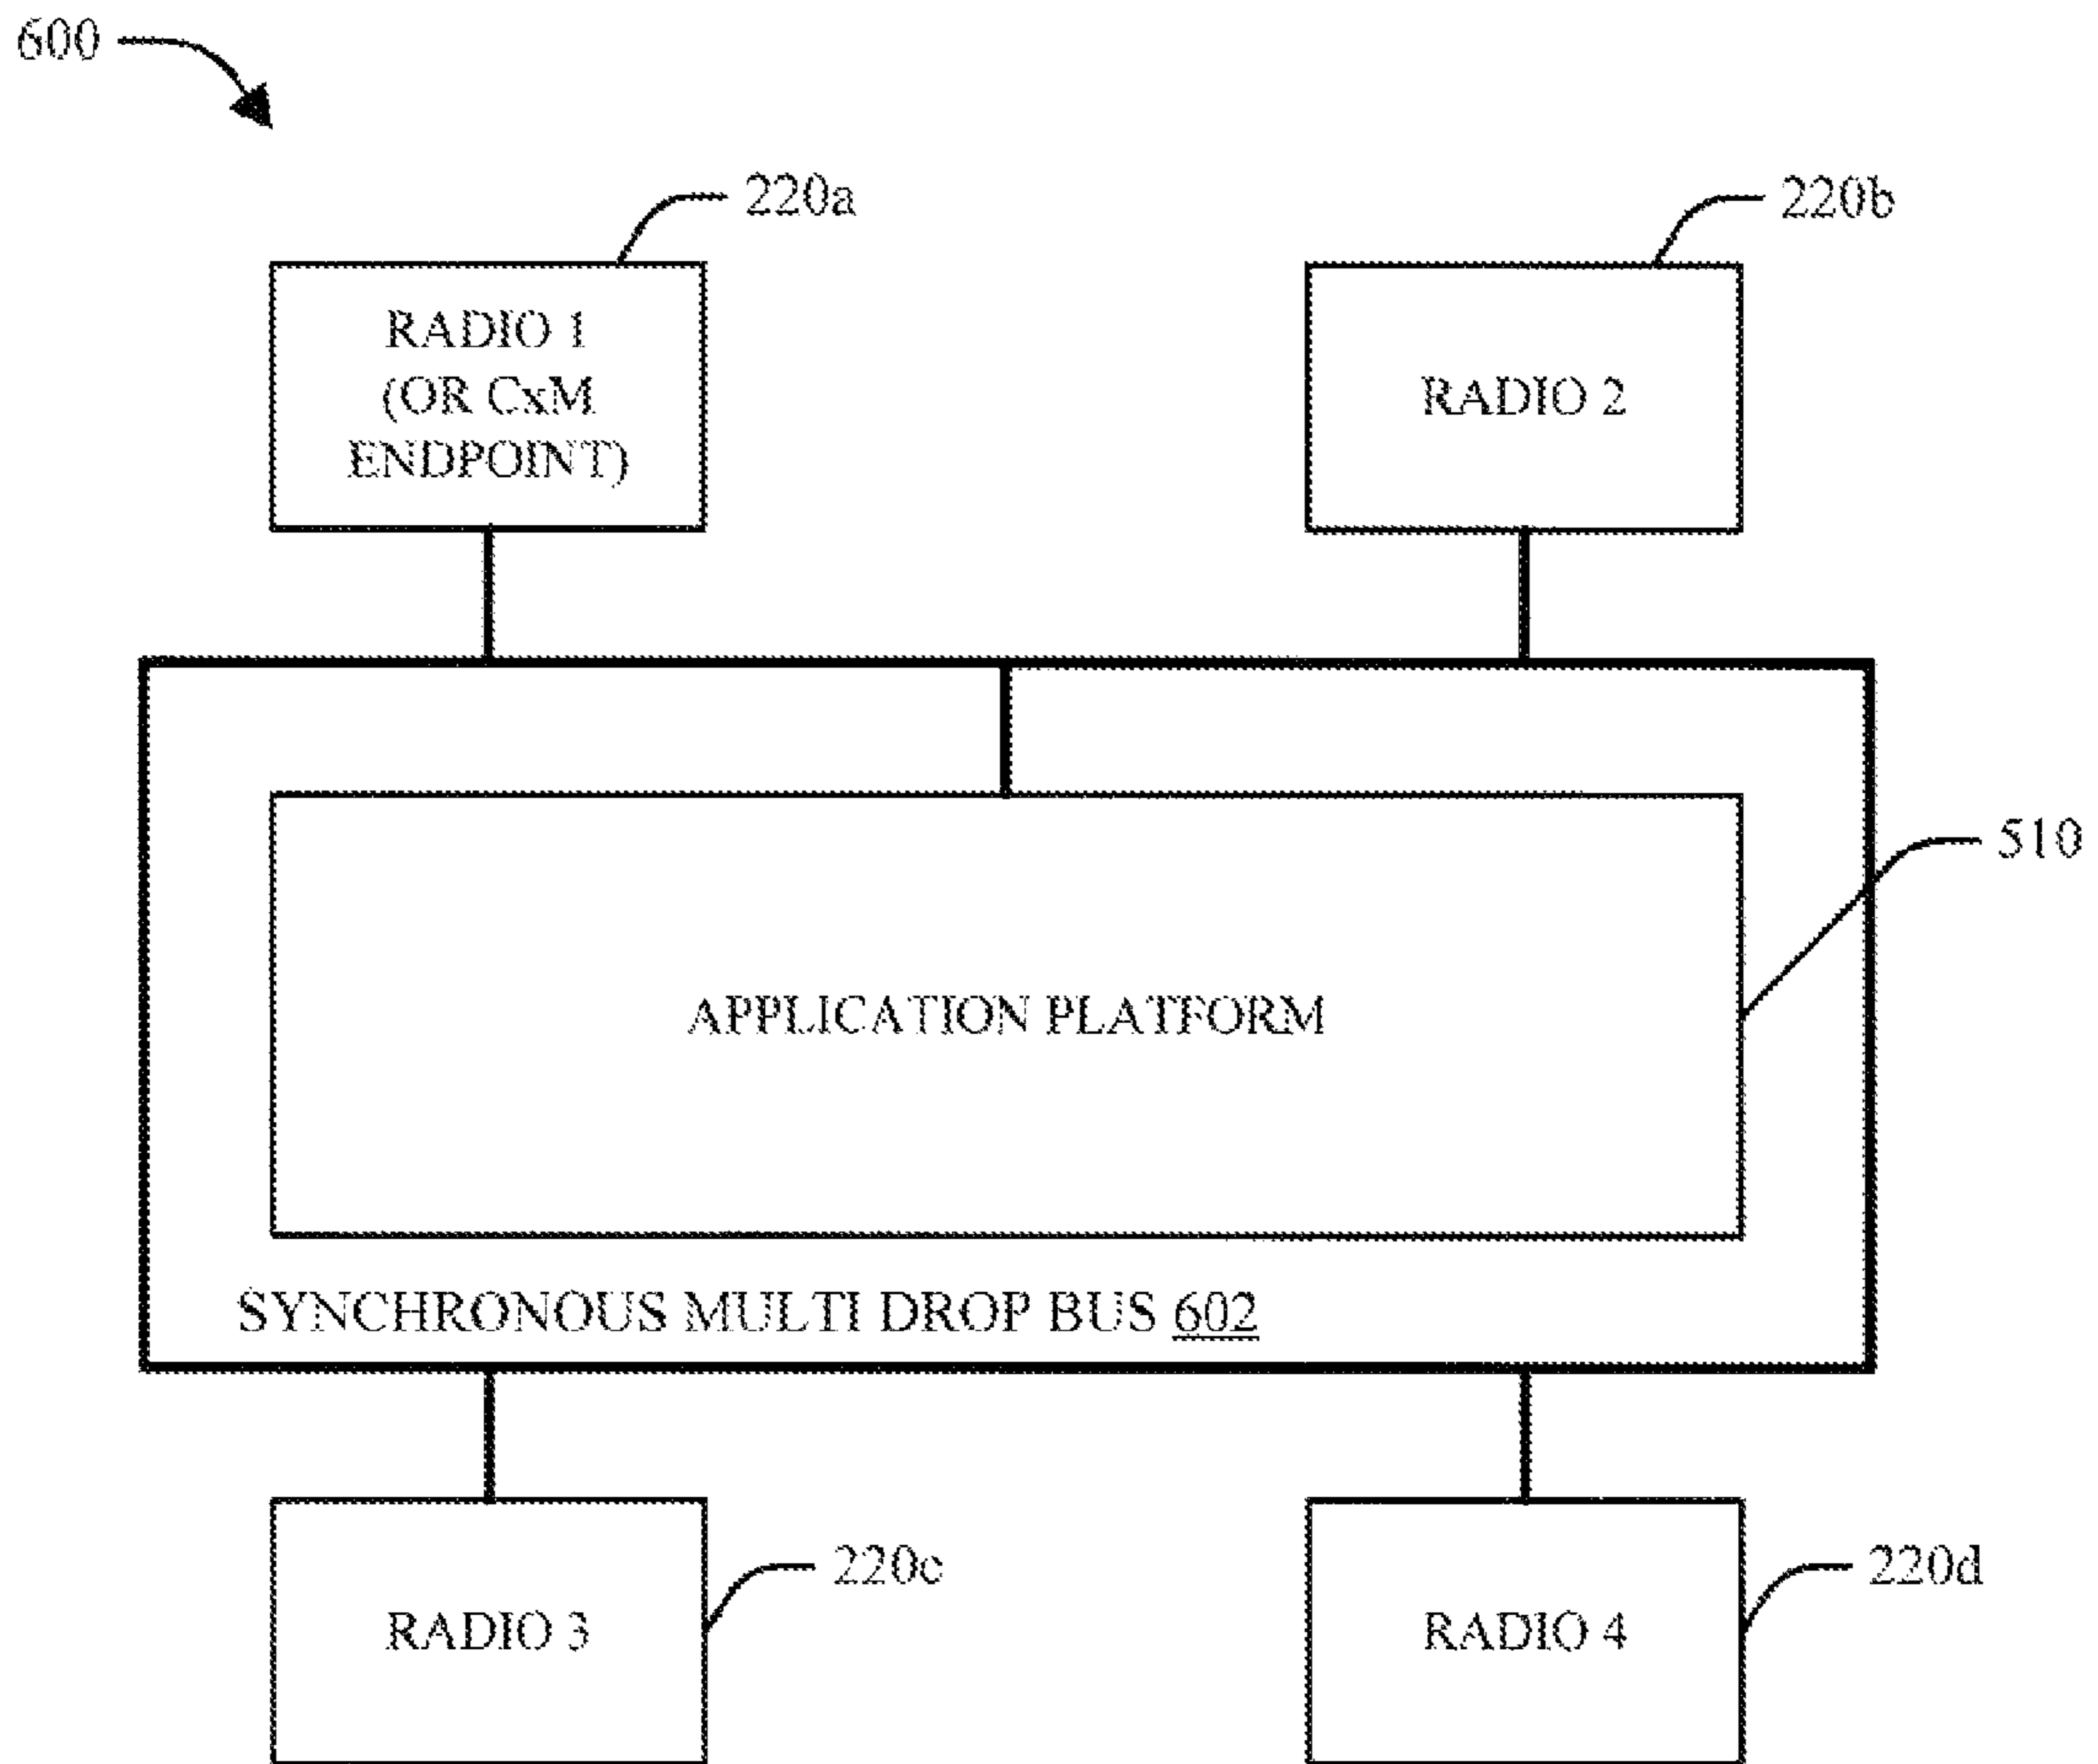 600
220a
220b
RADIO 1
(OR CxM
ENDPOINT)
RADIO 2
510
APPLICATION PLATFORM
SYNCHRONOUS MULTI DROP BUS 602
220c
220d
RADIO 3
RADIO 4